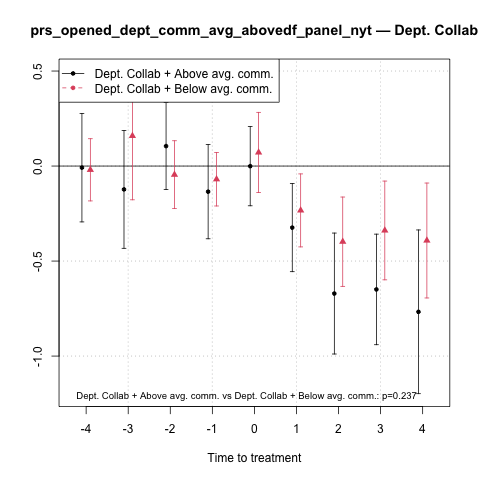 prs_opened_dept_comm_avg_abovedf_panel_nyt — Dept. Collab
Dept. Collab + Above avg. comm.
Dept. Collab + Below avg. comm.
0.5
0.0
-0.5
-1.0
Dept. Collab + Above avg. comm. vs Dept. Collab + Below avg. comm.: p=0.237
-4 -3 -2 -1 0 1 2 3 4
Time to treatment